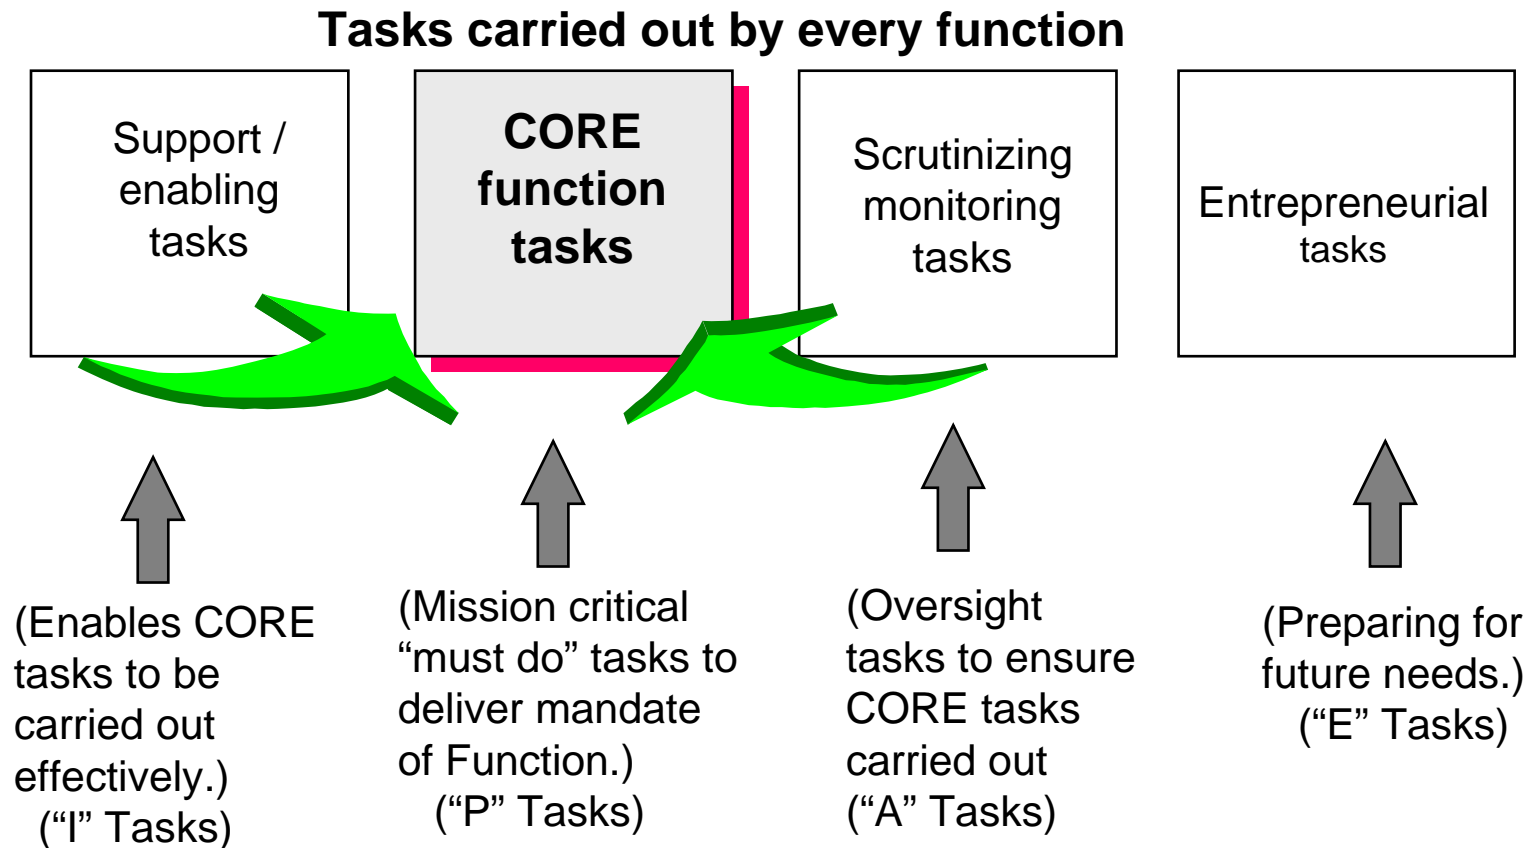 Tasks carried out by every function
Support /
enabling
tasks
CORE
function
tasks
Scrutinizing
monitoring
tasks
Entrepreneurial
tasks
(Enables CORE
tasks to be
carried out
effectively.)
(“I” Tasks)
(Mission critical
“must do” tasks to
deliver mandate
of Function.)
(“P” Tasks)
(Oversight
tasks to ensure
CORE tasks
carried out
(“A” Tasks)
(Preparing for
future needs.)
(“E” Tasks)